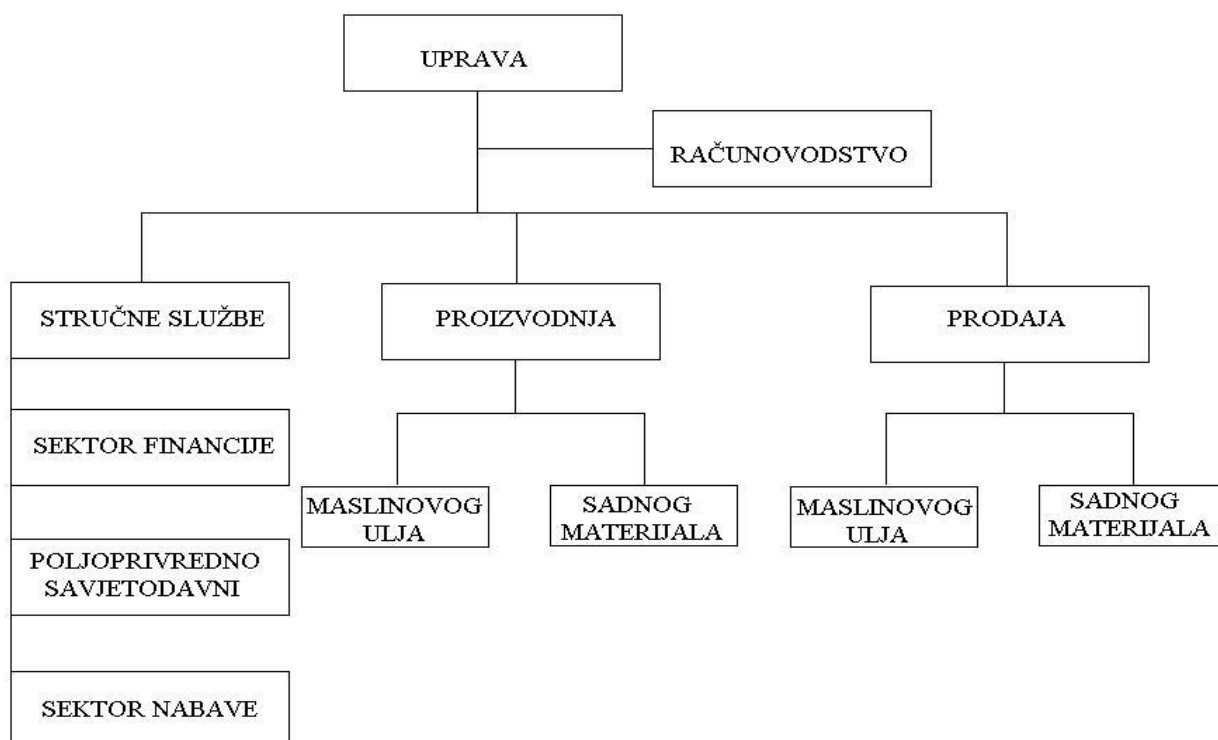 UPRAVA
RAČUNOVODSTVO
STRUČNE SLUŽBE
PROIZVODNJA
PRODAJA
SEKTOR FINANCIJE
MASLINOVOG
ULJA
SADNOG
MATERIJALA
MASLINOVOG
ULJA
SADNOG
MATERIJALA
POLJOPRIVREDNO
SAVJETODAVNI
SEKTOR NABAVE